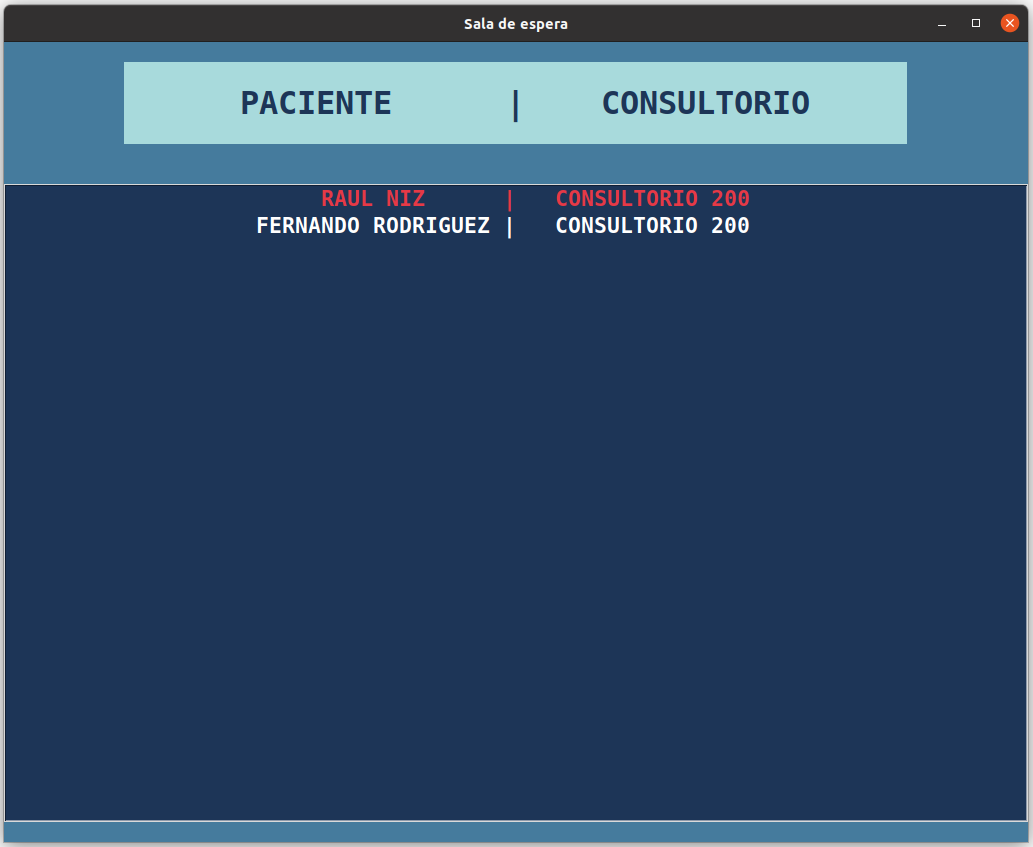 Sala de espera
PACIENTE | CONSULTORIO
RAUL NIZ | CONSULTORIO 200
FERNANDO RODRIGUEZ | CONSULTORIO 200